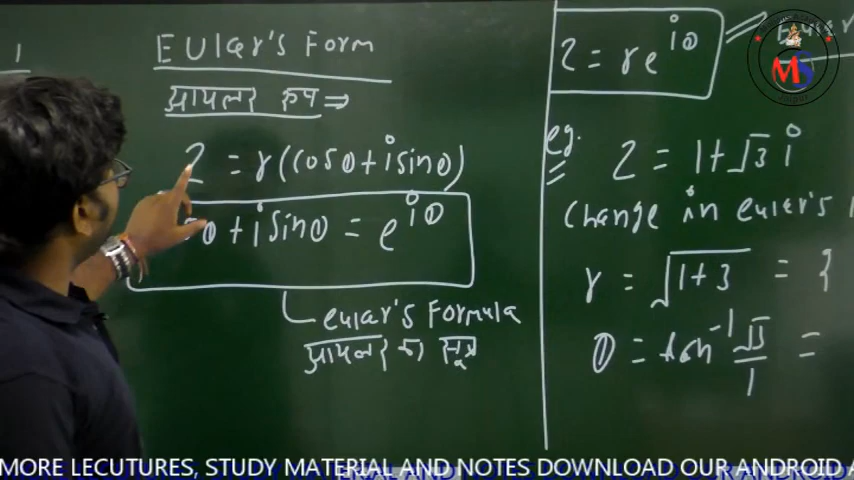 EUlar's Form
आयलर रूप ⇒
Z = r(cosθ+isinθ)
θ + isinθ = e^iθ
eular's Formula
आयलर का सूत्र
Z = re^iθ
eg.
Z = 1+√3 i
Change in euler's
r = √1+3 =
θ = tan^-1 √3/1 =
MS
MORE LECUTURES, STUDY MATERIAL AND NOTES DOWNLOAD OUR ANDROID A